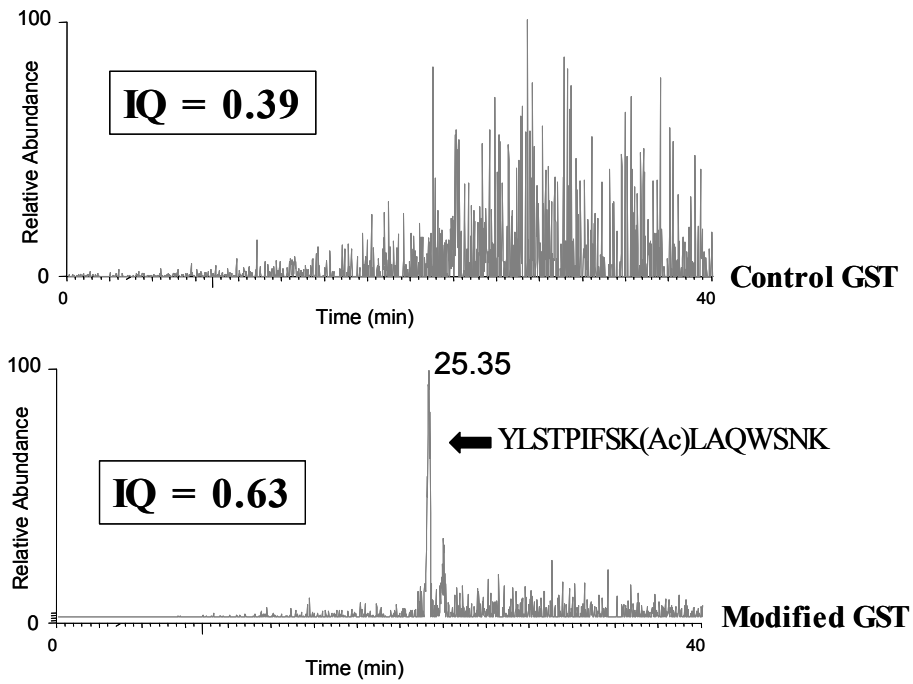 100
IQ = 0.39
Relative Abundance
0
0
40
Control GST
Time (min)
100
25.35
YLSTPIFSK(Ac)LAQWSNK
IQ = 0.63
Relative Abundance
0
Modified GST
0
40
Time (min)